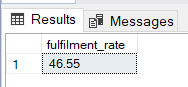 Results Messages
fulfilment_rate
1 46.55